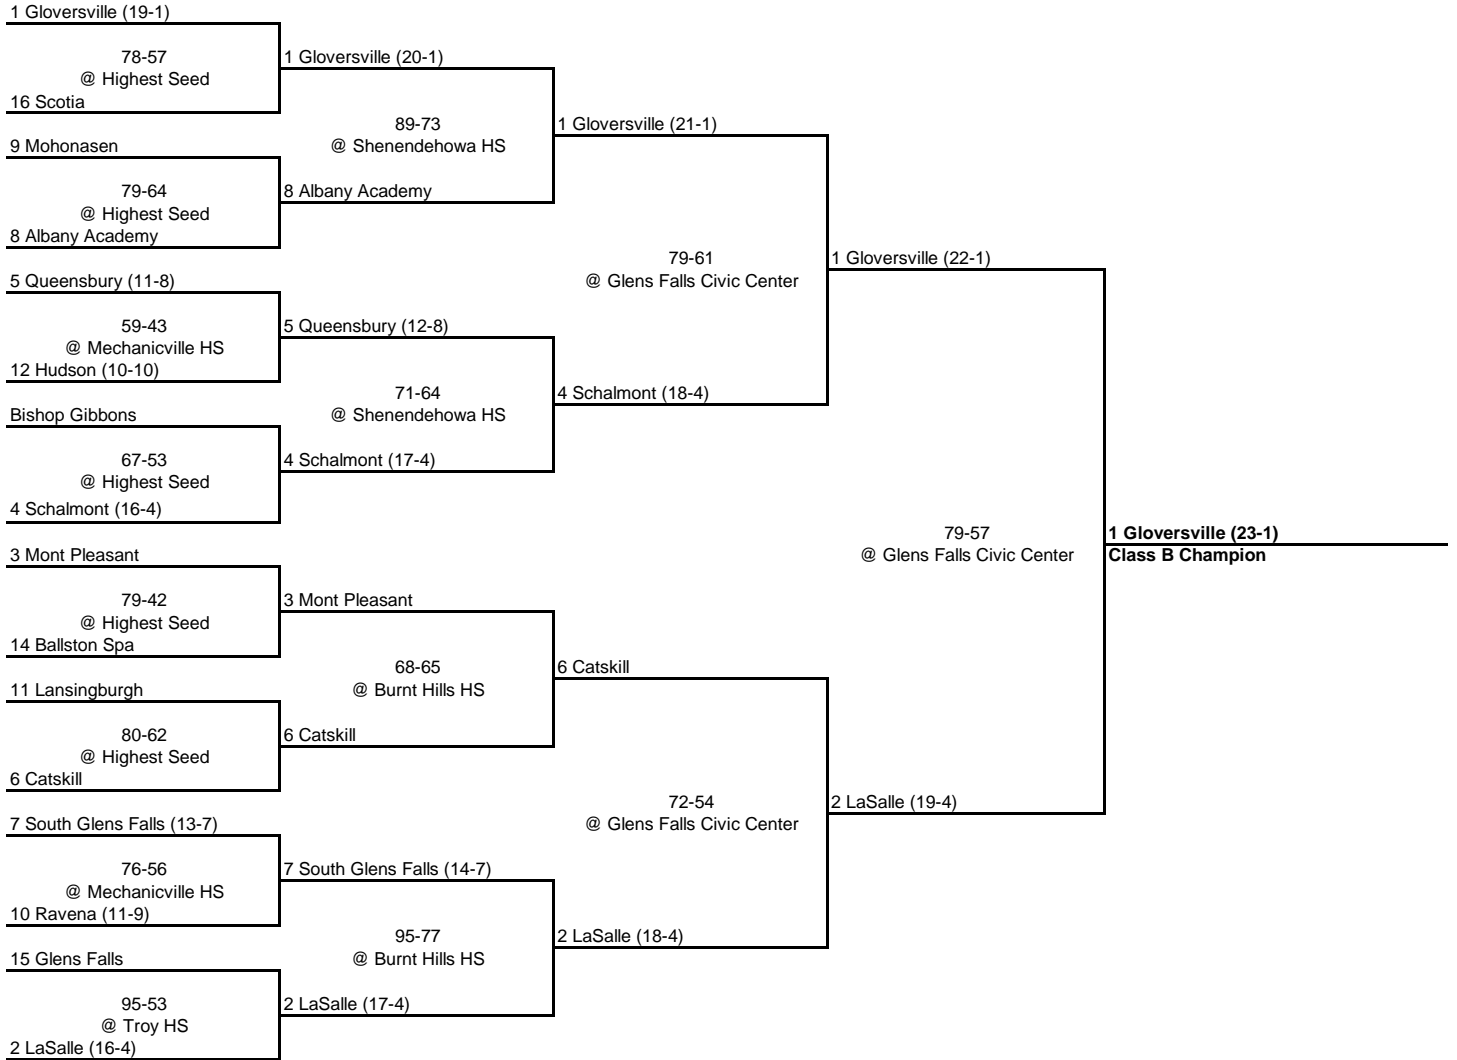 1 Gloversville (19-1)
78-57
@ Highest Seed
16 Scotia
1 Gloversville (20-1)
9 Mohonasen
79-64
@ Highest Seed
8 Albany Academy
89-73
@ Shenendehowa HS
8 Albany Academy
1 Gloversville (21-1)
5 Queensbury (11-8)
59-43
@ Mechanicville HS
12 Hudson (10-10)
5 Queensbury (12-8)
Bishop Gibbons
67-53
@ Highest Seed
4 Schalmont (16-4)
71-64
@ Shenendehowa HS
4 Schalmont (17-4)
4 Schalmont (18-4)
79-61
@ Glens Falls Civic Center
1 Gloversville (22-1)
3 Mont Pleasant
79-42
@ Highest Seed
14 Ballston Spa
3 Mont Pleasant
11 Lansingburgh
80-62
@ Highest Seed
6 Catskill
68-65
@ Burnt Hills HS
6 Catskill
6 Catskill
7 South Glens Falls (13-7)
76-56
@ Mechanicville HS
10 Ravena (11-9)
7 South Glens Falls (14-7)
15 Glens Falls
95-53
@ Troy HS
2 LaSalle (16-4)
95-77
@ Burnt Hills HS
2 LaSalle (17-4)
2 LaSalle (18-4)
72-54
@ Glens Falls Civic Center
2 LaSalle (19-4)
79-57
@ Glens Falls Civic Center
1 Gloversville (23-1)
Class B Champion